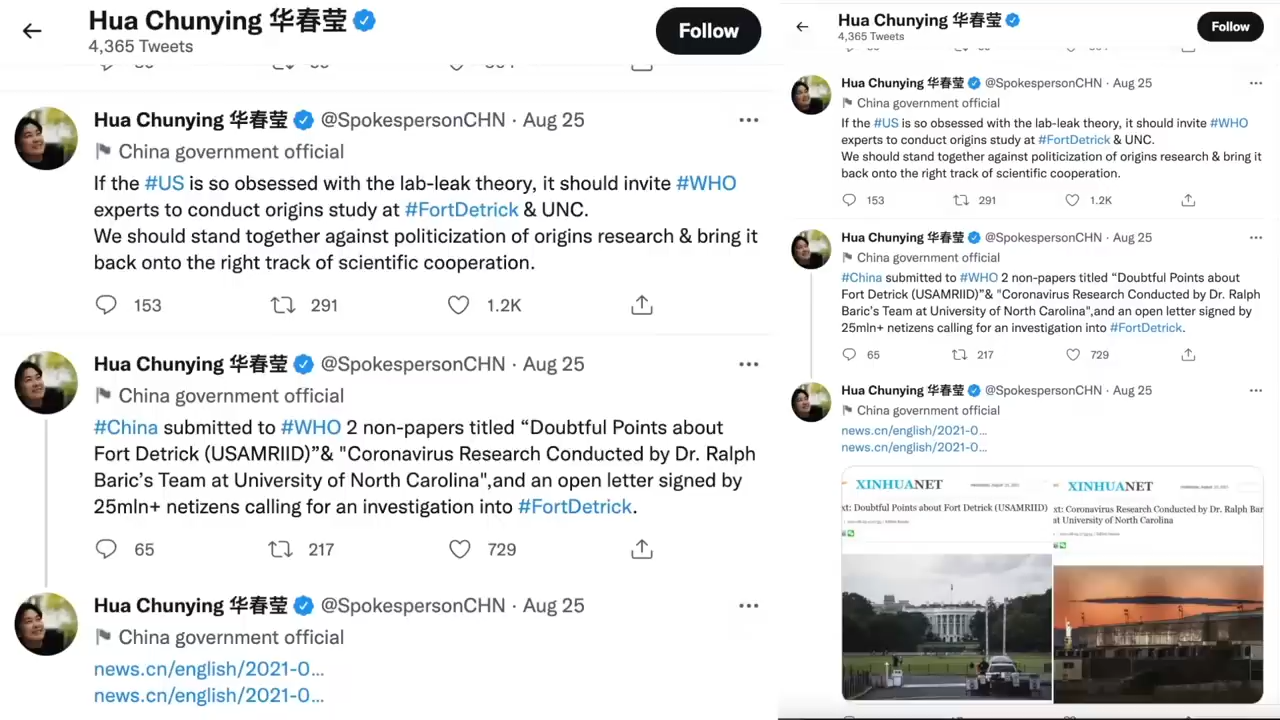 Hua Chunying 华春莹
4,365 Tweets
Follow
Hua Chunying 华春莹 @SpokespersonCHN · Aug 25
China government official
If the #US is so obsessed with the lab-leak theory, it should invite #WHO
experts to conduct origins study at #FortDetrick & UNC.
We should stand together against politicization of origins research & bring it
back onto the right track of scientific cooperation.
153 291 1.2K
Hua Chunying 华春莹 @SpokespersonCHN · Aug 25
China government official
#China submitted to #WHO 2 non-papers titled “Doubtful Points about
Fort Detrick (USAMRIID)”& "Coronavirus Research Conducted by Dr. Ralph
Baric’s Team at University of North Carolina",and an open letter signed by
25mln+ netizens calling for an investigation into #FortDetrick.
65 217 729
Hua Chunying 华春莹 @SpokespersonCHN · Aug 25
China government official
news.cn/english/2021-0...
news.cn/english/2021-0...
Hua Chunying 华春莹
4,365 Tweets
Follow
Hua Chunying 华春莹 @SpokespersonCHN · Aug 25
China government official
If the #US is so obsessed with the lab-leak theory, it should invite #WHO
experts to conduct origins study at #FortDetrick & UNC.
We should stand together against politicization of origins research & bring it
back onto the right track of scientific cooperation.
153 291 1.2K
Hua Chunying 华春莹 @SpokespersonCHN · Aug 25
China government official
#China submitted to #WHO 2 non-papers titled “Doubtful Points about
Fort Detrick (USAMRIID)”& "Coronavirus Research Conducted by Dr. Ralph
Baric’s Team at University of North Carolina",and an open letter signed by
25mln+ netizens calling for an investigation into #FortDetrick.
65 217 729
Hua Chunying 华春莹 @SpokespersonCHN · Aug 25
China government official
news.cn/english/2021-0...
news.cn/english/2021-0...
XINHUANET
xt: Doubtful Points about Fort Detrick (USAMRIID)
XINHUANET
xt: Coronavirus Research Conducted by Dr. Ralph Bar
at University of North Carolina